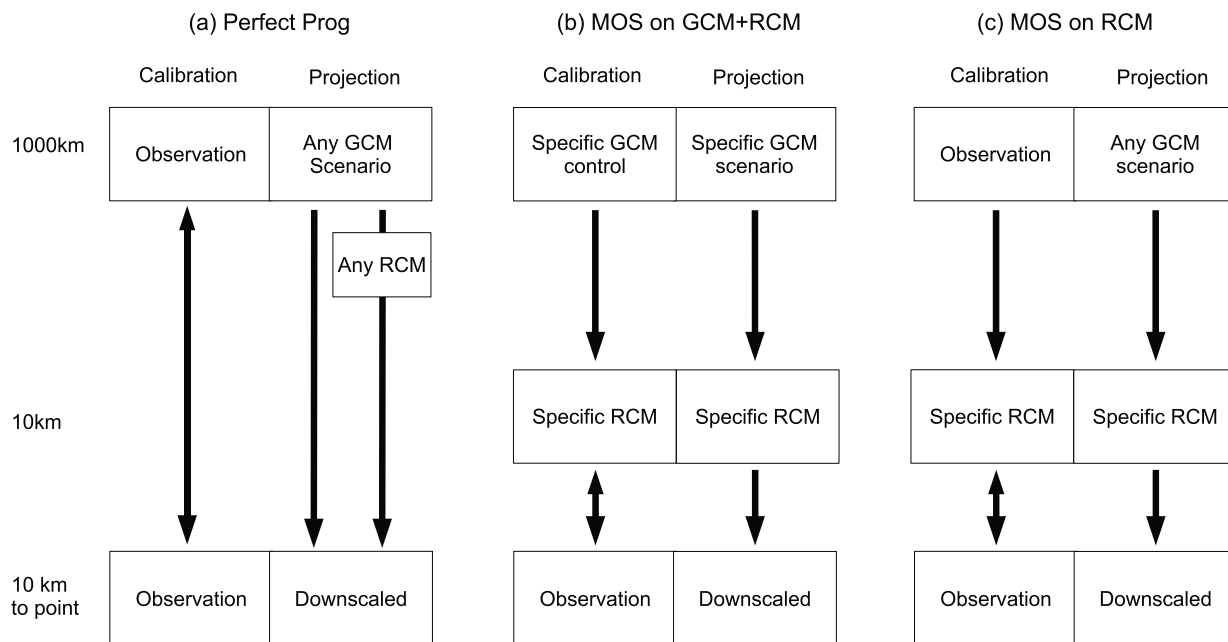 (a) Perfect Prog
(b) MOS on GCM+RCM
(c) MOS on RCM
Calibration
Projection
Calibration
Projection
Calibration
Projection
1000km
Observation
Any GCM
Scenario
Specific GCM
control
Specific GCM
scenario
Observation
Any GCM
scenario
Any RCM
10km
Specific RCM
Specific RCM
Specific RCM
Specific RCM
10 km
to point
Observation
Downscaled
Observation
Downscaled
Observation
Downscaled